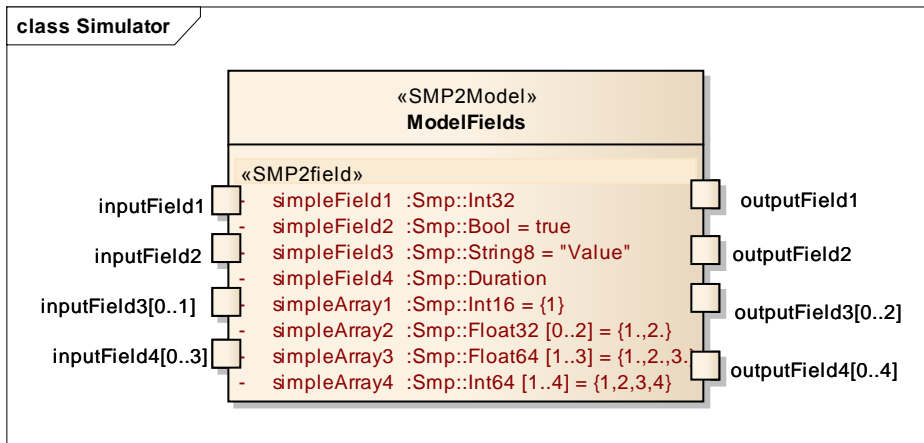 class Simulator
«SMP2Model»
ModelFields
«SMP2field»
- simpleField1 :Smp::Int32
- simpleField2 :Smp::Bool = true
- simpleField3 :Smp::String8 = "Value"
- simpleField4 :Smp::Duration
- simpleArray1 :Smp::Int16 = {1}
- simpleArray2 :Smp::Float32 [0..2] = {1.,2.}
- simpleArray3 :Smp::Float64 [1..3] = {1.,2.,3.
- simpleArray4 :Smp::Int64 [1..4] = {1,2,3,4}
inputField1
inputField2
inputField3[0..1]
inputField4[0..3]
outputField1
outputField2
outputField3[0..2]
outputField4[0..4]